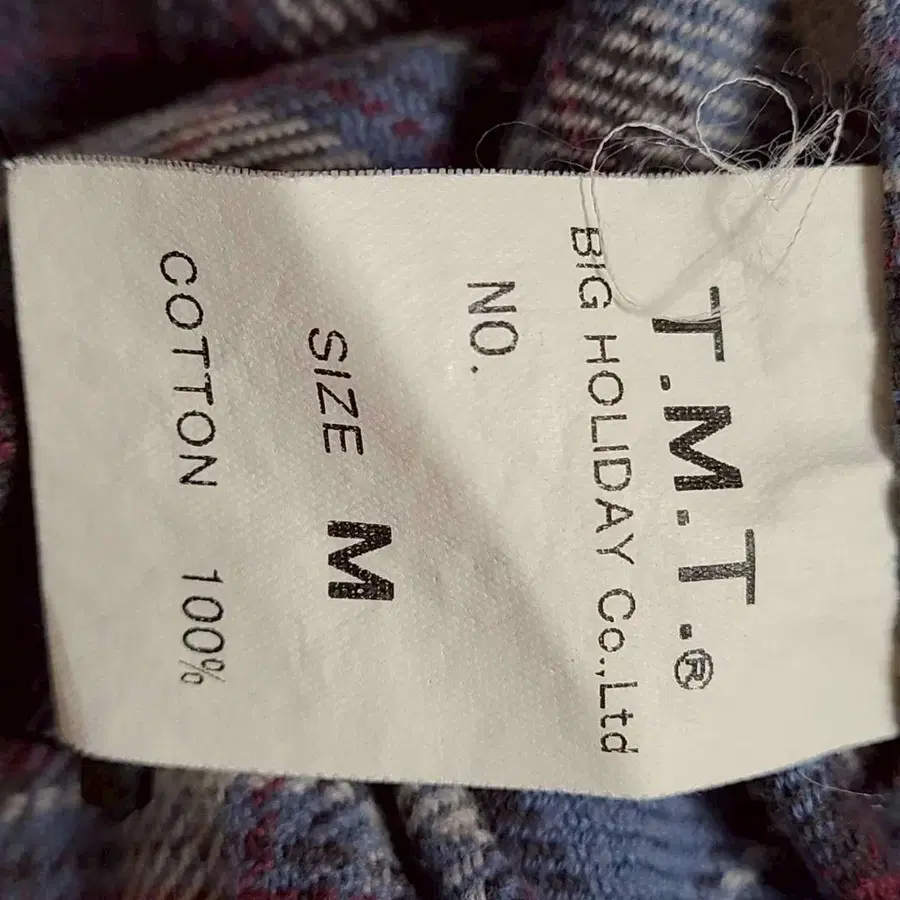 T.M.T.®
BIG HOLIDAY Co.,Ltd
NO.
SIZE M
COTTON 100%